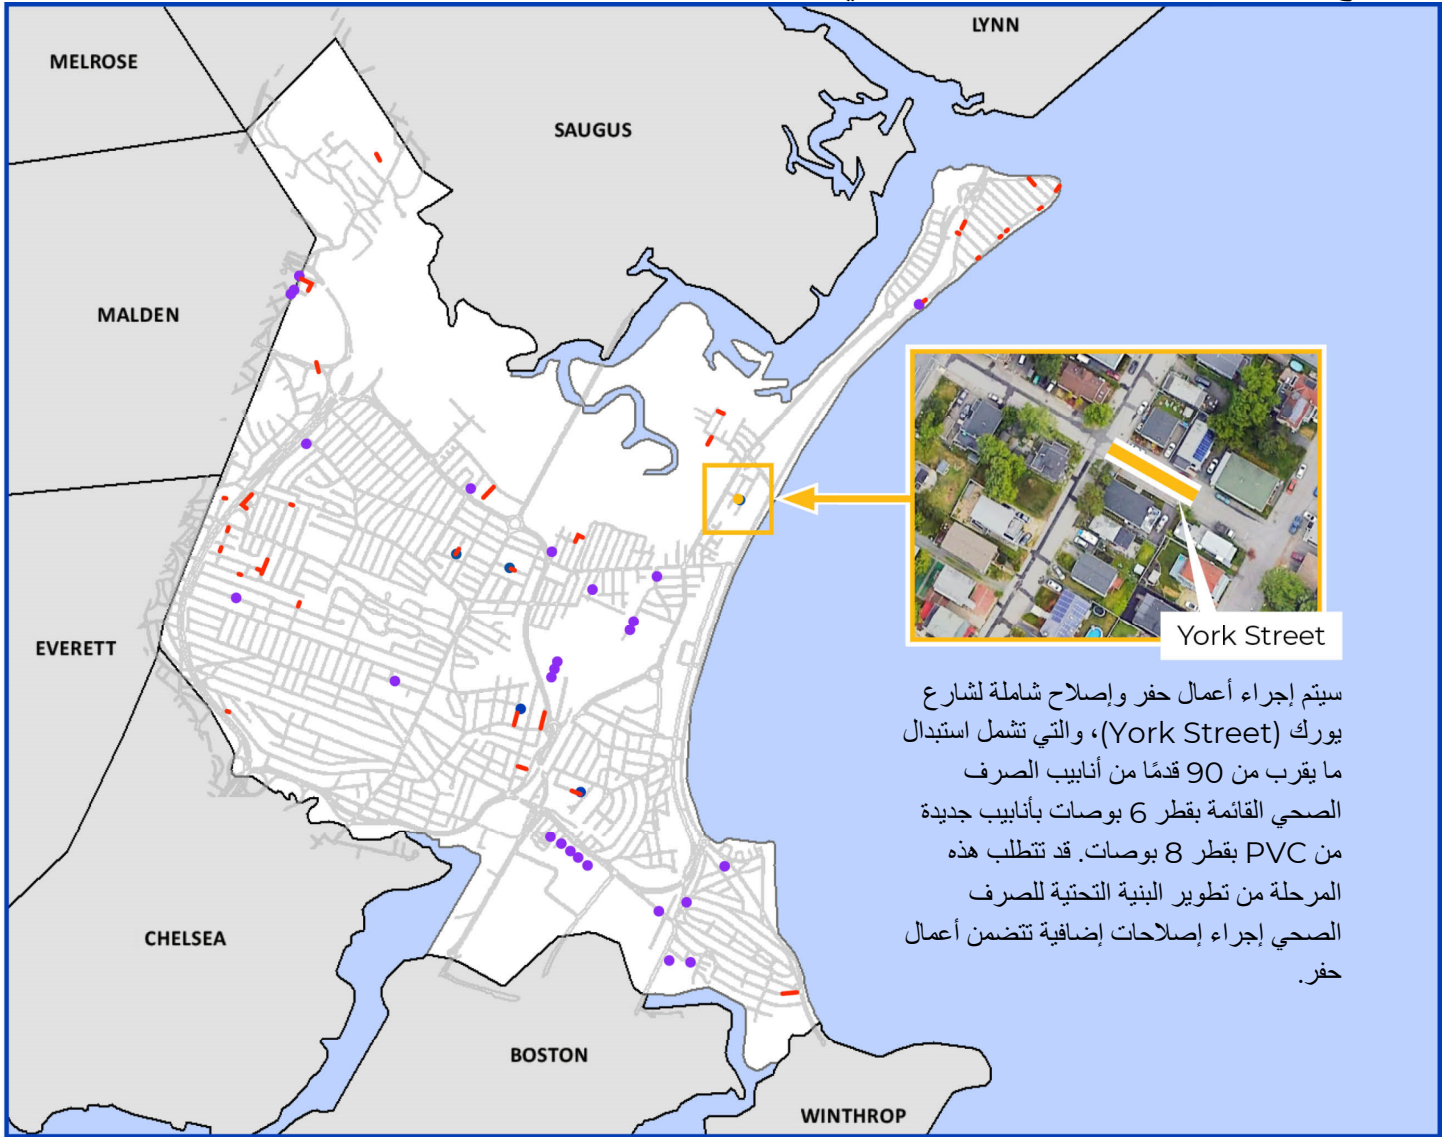 LYNN
MELROSE
SAUGUS
MALDEN
EVERETT
York Street
سيتم إجراء أعمال حفر وإصلاح شاملة لشارع
يورك (York Street)، والتي تشمل استبدال
ما يقرب من 90 قدمًا من أنابيب الصرف
الصحي القائمة بقطر 6 بوصات بأنابيب جديدة
من PVC بقطر 8 بوصات. قد تتطلب هذه
المرحلة من تطوير البنية التحتية للصرف
الصحي إجراء إصلاحات إضافية تتضمن أعمال
حفر.
CHELSEA
BOSTON
WINTHROP